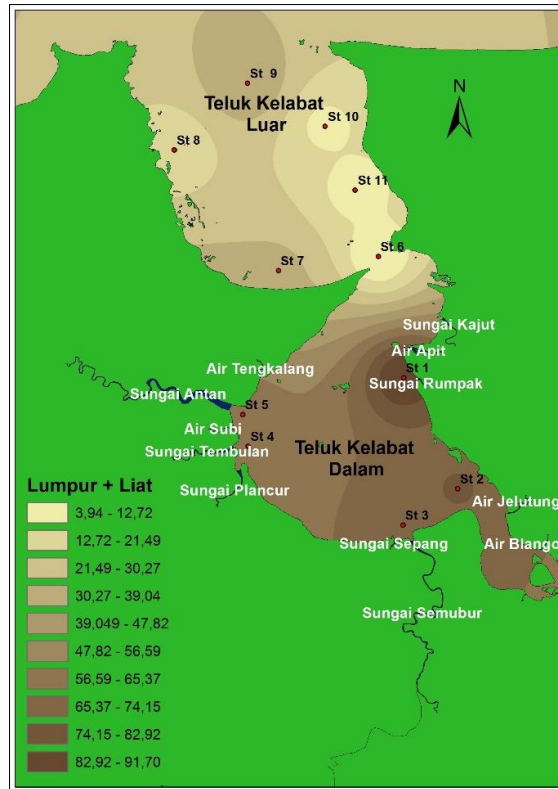 St 9
Teluk Kelabat
Luar
St 10
N
St 8
St 11
St 6
St 7
Sungai Kajut
Air Apit
St 1
Air Tengkalang
Sungai Rumpak
Sungai Antan
St 5
Air Subi
St 4
Sungai Tembulan
Teluk Kelabat
Dalam
Sungai Plancur
St 2
Air Jelutung
St 3
Sungai Sepang
Air Blango
Sungai Semubur
Lumpur + Liat
3,94 - 12,72
12,72 - 21,49
21,49 - 30,27
30,27 - 39,04
39,049 - 47,82
47,82 - 56,59
56,59 - 65,37
65,37 - 74,15
74,15 - 82,92
82,92 - 91,70